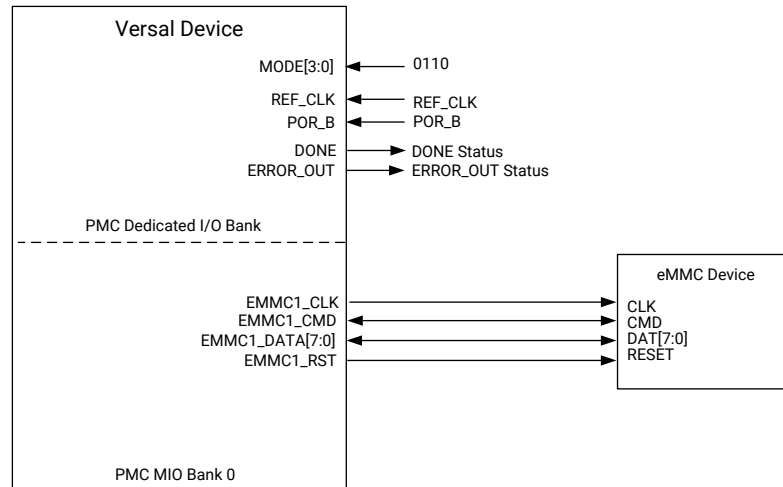 Versal Device
MODE[3:0] 0110
REF_CLK REF_CLK
POR_B POR_B
DONE DONE Status
ERROR_OUT ERROR_OUT Status
PMC Dedicated I/O Bank
eMMC Device
EMMC1_CLK CLK
EMMC1_CMD CMD
EMMC1_DATA[7:0] DAT[7:0]
EMMC1_RST RESET
PMC MIO Bank 0